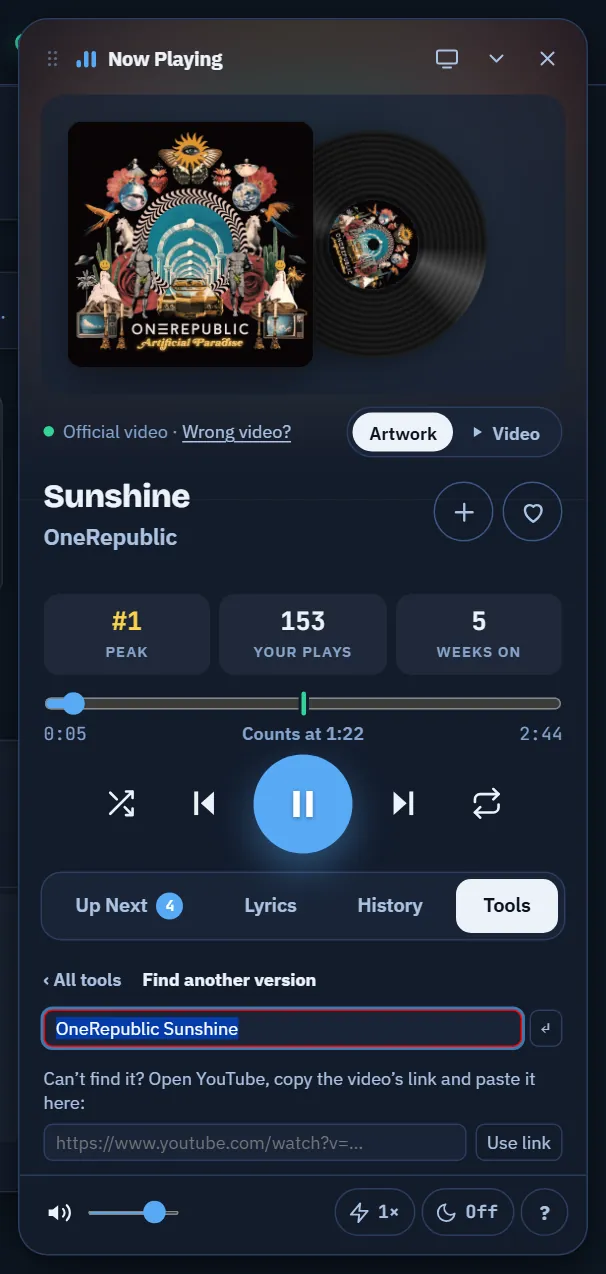 Now Playing
ONEREPUBLIC
Artificial Paradise
Official video · Wrong video?
Artwork
Video
Sunshine
OneRepublic
#1
PEAK
153
YOUR PLAYS
5
WEEKS ON
0:05
Counts at 1:22
2:44
Up Next 4
Lyrics
History
Tools
‹ All tools
Find another version
OneRepublic Sunshine
Can’t find it? Open YouTube, copy the video’s link and paste it
here:
https://www.youtube.com/watch?v=...
Use link
1×
Off
?